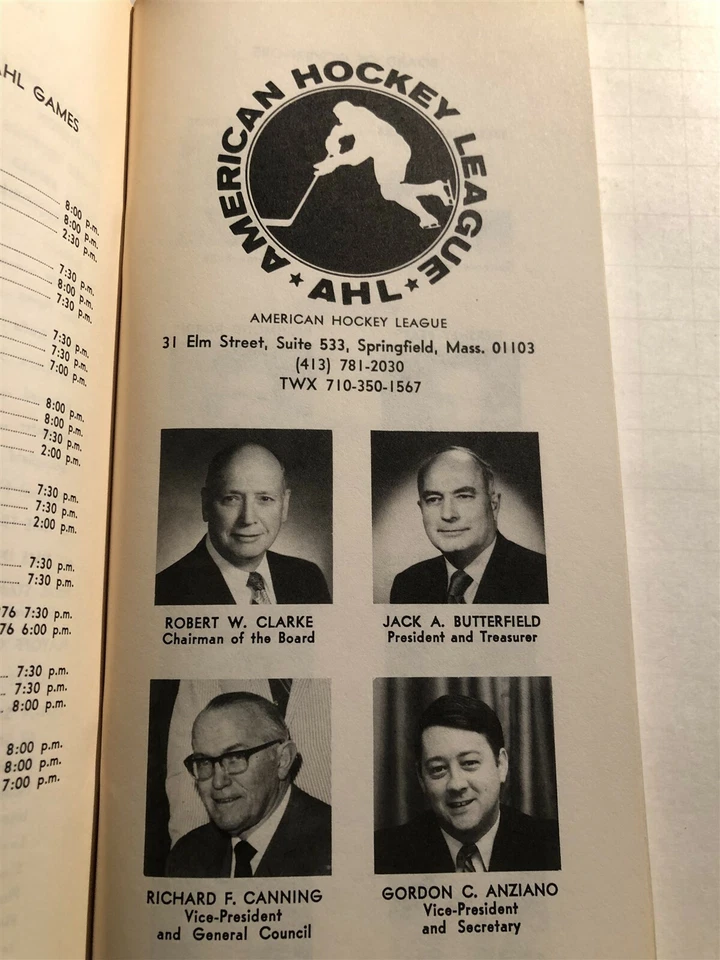 AHL GAMES
8:00 p.m.
8:00 p.m.
2:30 p.m.
7:30 p.m.
8:00 p.m.
7:30 p.m.
7:30 p.m.
7:30 p.m.
7:00 p.m.
8:00 p.m.
8:00 p.m.
7:30 p.m.
2:00 p.m.
7:30 p.m.
7:30 p.m.
2:00 p.m.
7:30 p.m.
7:30 p.m.
76 7:30 p.m.
76 6:00 p.m.
7:30 p.m.
7:30 p.m.
8:00 p.m.
8:00 p.m.
8:00 p.m.
7:00 p.m.
AMERICAN HOCKEY LEAGUE
★ AHL ★
AMERICAN HOCKEY LEAGUE
31 Elm Street, Suite 533, Springfield, Mass. 01103
(413) 781-2030
TWX 710-350-1567
ROBERT W. CLARKE
Chairman of the Board
JACK A. BUTTERFIELD
President and Treasurer
RICHARD F. CANNING
Vice-President
and General Council
GORDON C. ANZIANO
Vice-President
and Secretary